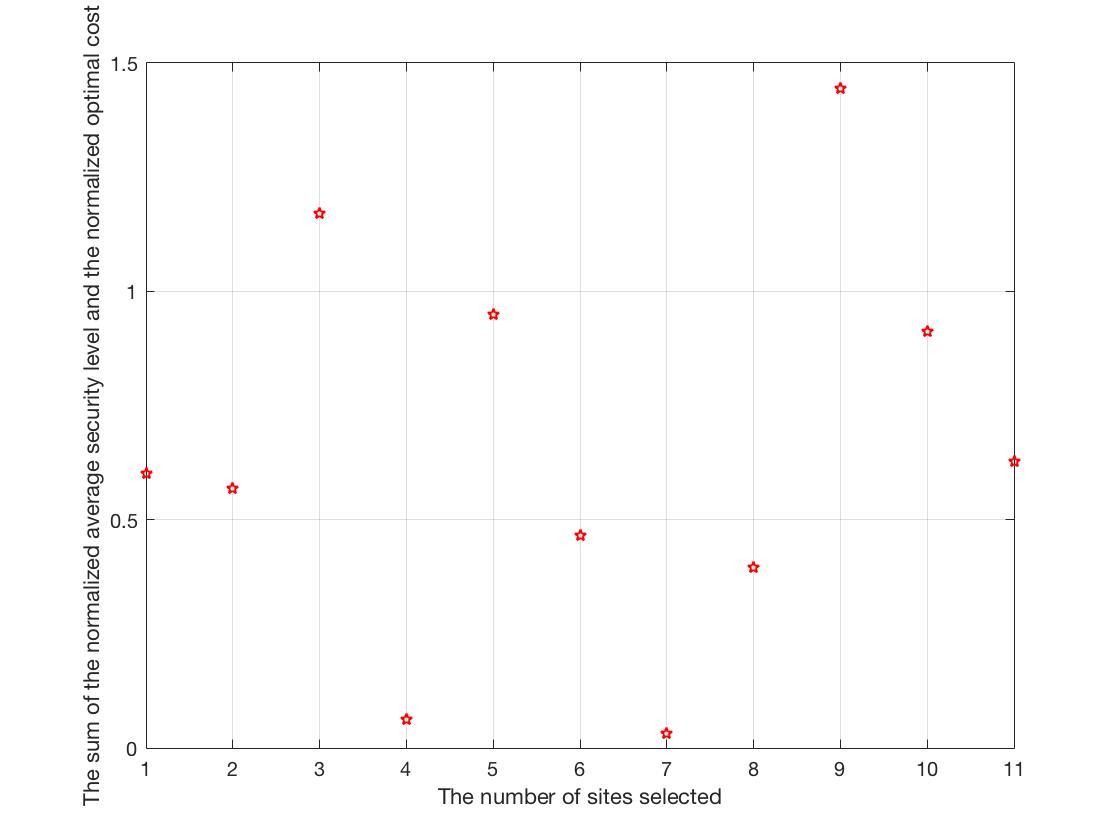 The sum of the normalized average security level and the normalized optimal cost
1.5
1
0.5
0
1 2 3 4 5 6 7 8 9 10 11
The number of sites selected